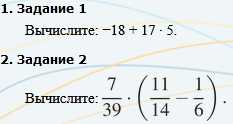 1. Задание 1
Вычислите: −18 + 17 · 5.
2. Задание 2
Вычислите: 7/39 · (11/14 − 1/6).